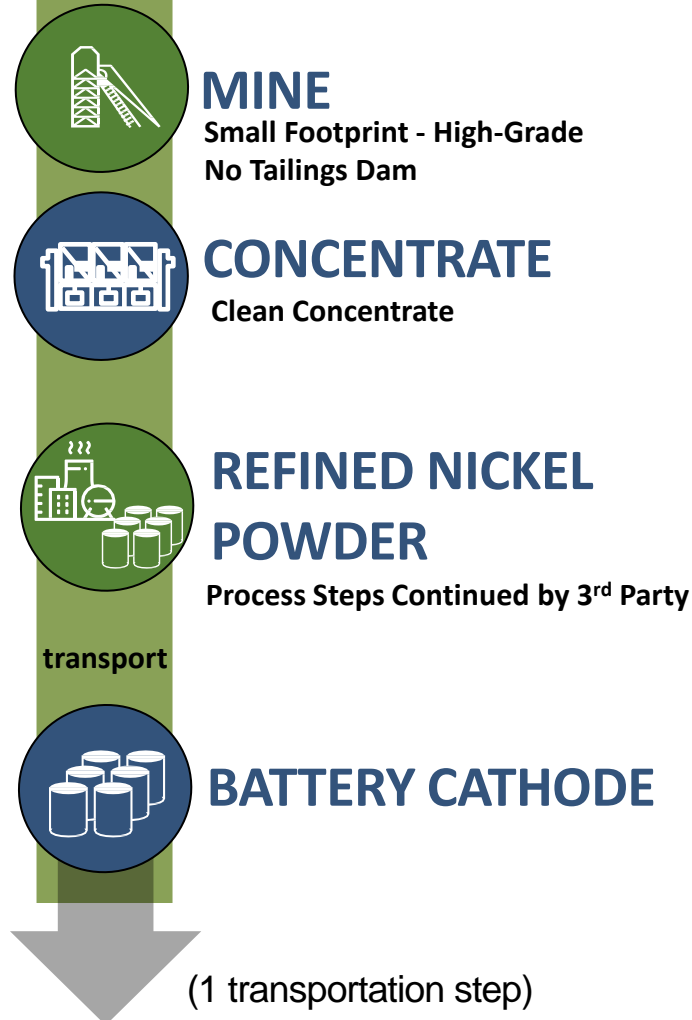 MINE
Small Footprint - High-Grade
No Tailings Dam
CONCENTRATE
Clean Concentrate
REFINED NICKEL
POWDER
Process Steps Continued by 3rd Party
transport
BATTERY CATHODE
(1 transportation step)